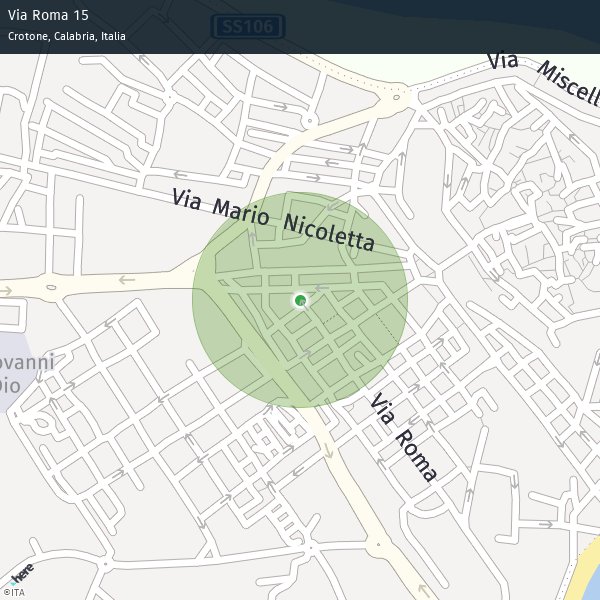 Via Roma 15
SS106
Crotone, Calabria, Italia
Via Miscell
Via Mario Nicoletta
ovanni
Dio
Via Roma
here
©ITA